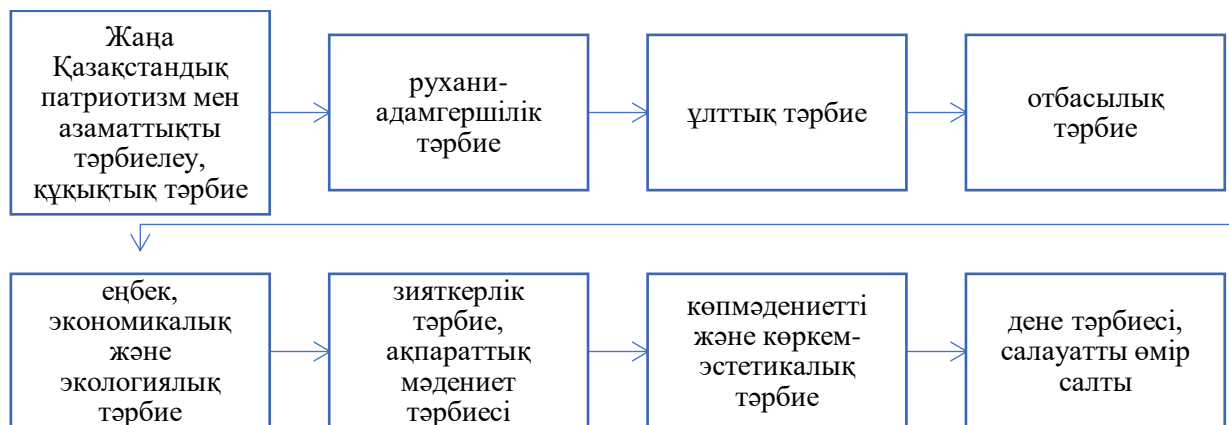 Жаңа
Қазақстандық
патриотизм мен
азаматтықты
тәрбиелеу,
құқықтық тәрбие
рухани-
адамгершілік
тәрбие
ұлттық тәрбие
отбасылық
тәрбие
еңбек,
экономикалық
және
экологиялық
тәрбие
зияткерлік
тәрбие,
ақпараттық
мәдениет
тәрбиесі
көпмәдениетті
және көркем-
эстетикалық
тәрбие
дене тәрбиесі,
салауатты өмір
салты